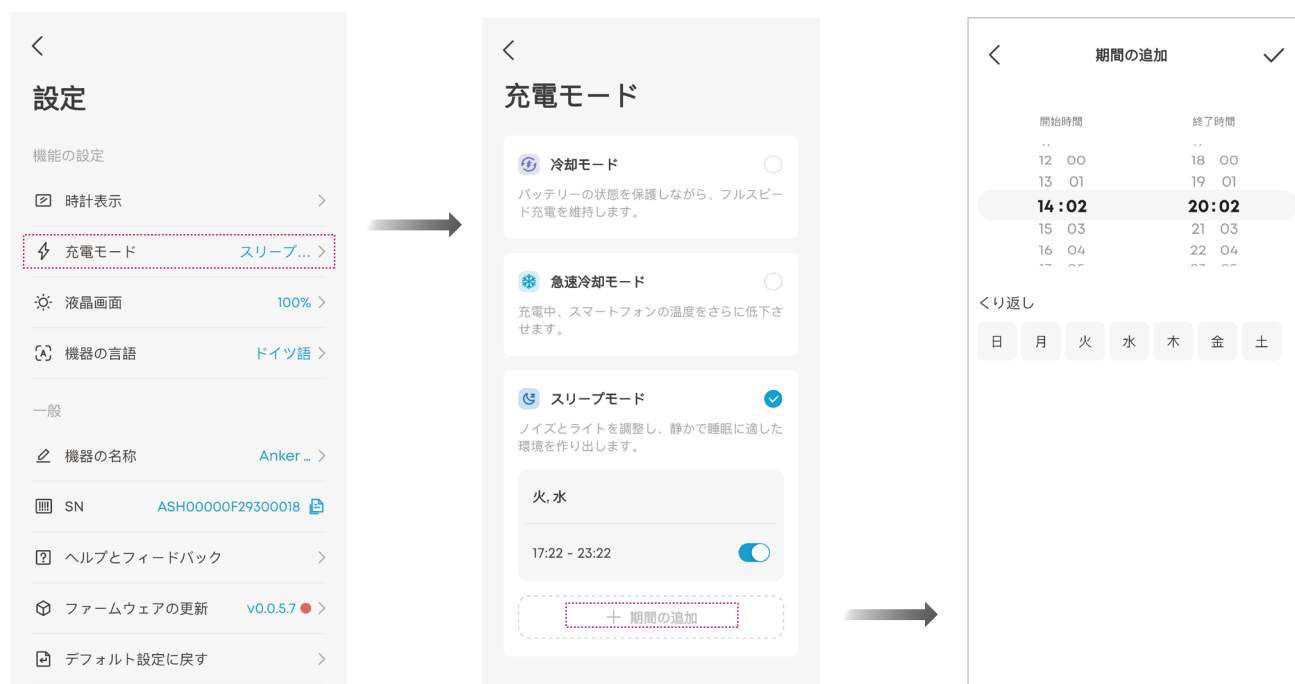 設定
機能の設定
時計表示
充電モード スリープ...
液晶画面 100%
機器の言語 ドイツ語
一般
機器の名称 Anker ...
SN ASH00000F29300018
ヘルプとフィードバック
ファームウェアの更新 v0.0.5.7
デフォルト設定に戻す
充電モード
冷却モード
バッテリーの状態を保護しながら、フルスピー
ド充電を維持します。
急速冷却モード
充電中、スマートフォンの温度をさらに低下さ
せます。
スリープモード
ノイズとライトを調整し、静かで睡眠に適した
環境を作り出します。
火, 水
17:22 - 23:22
+ 期間の追加
期間の追加
開始時間 終了時間
12 00 18 00
13 01 19 01
14:02 20:02
15 03 21 03
16 04 22 04
くり返し
日 月 火 水 木 金 土